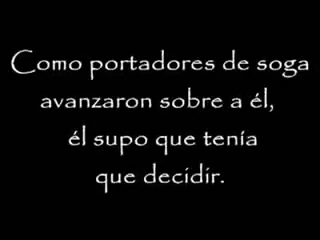 Como portadores de soga
avanzaron sobre a él,
él supo que tenía
que decidir.